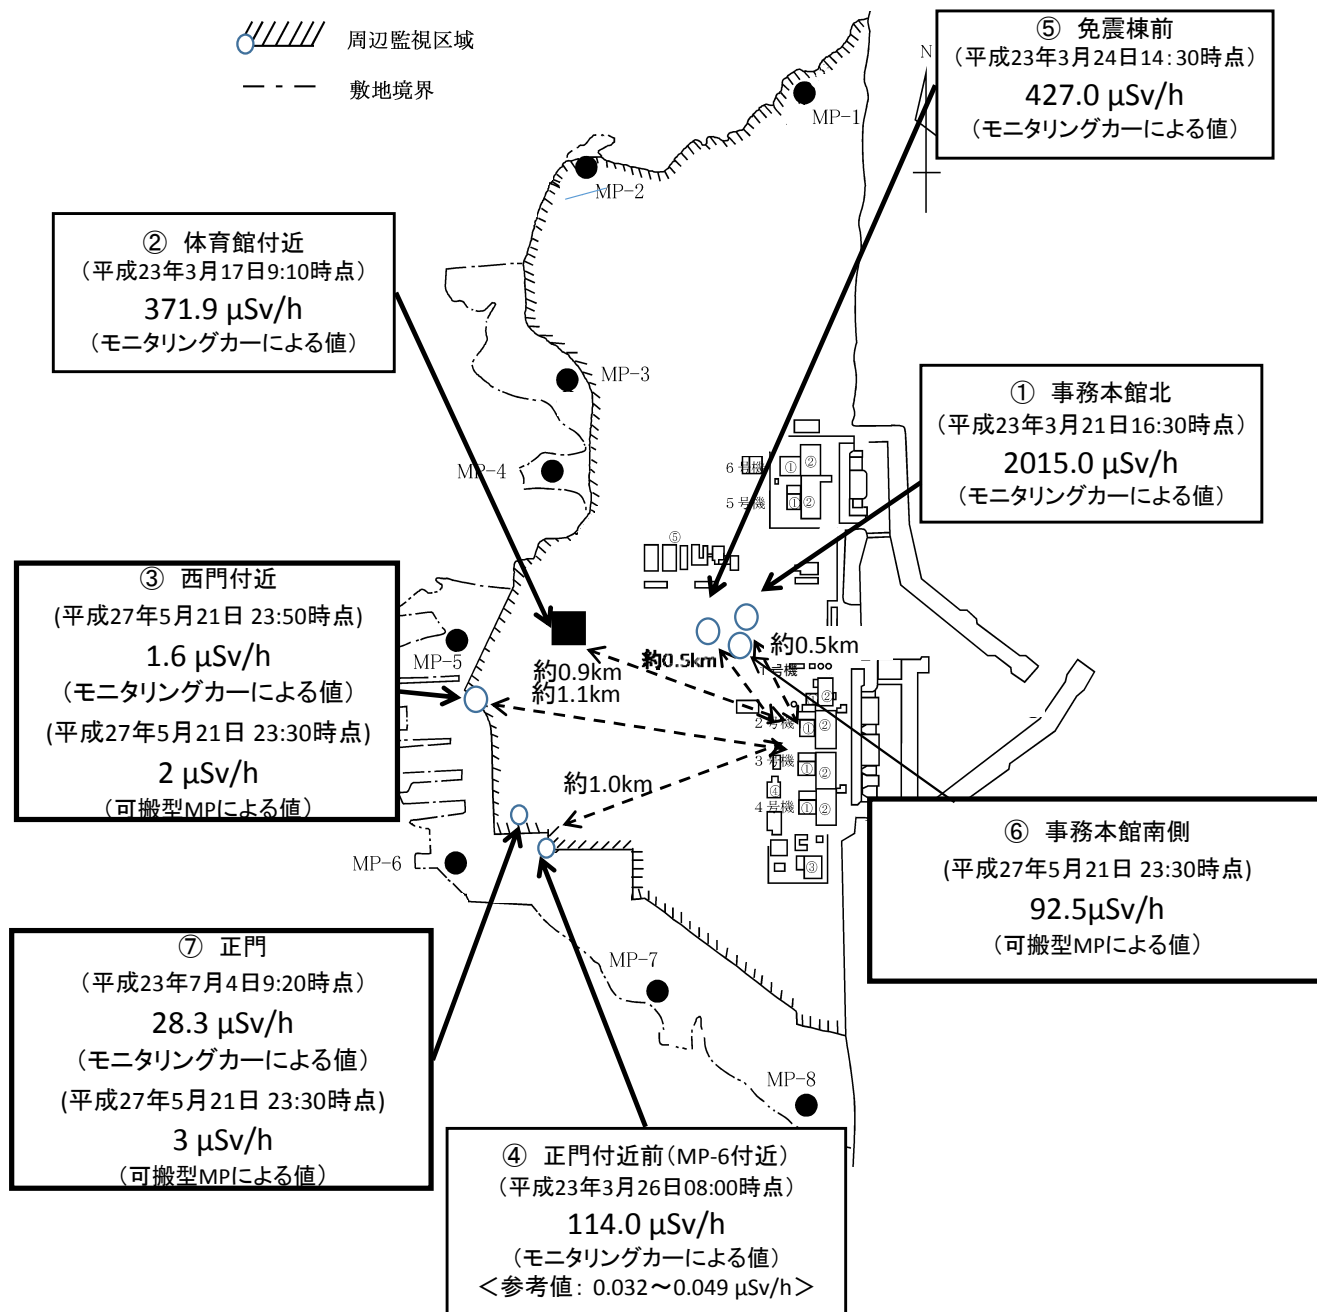 周辺監視区域
敷地境界
⑤ 免震棟前
（平成23年3月24日14：30時点）
427.0 μSv/h
（モニタリングカーによる値）
N
MP-1
MP-2
② 体育館付近
（平成23年3月17日9:10時点）
371.9 μSv/h
（モニタリングカーによる値）
MP-3
① 事務本館北
（平成23年3月21日16:30時点）
2015.0 μSv/h
（モニタリングカーによる値）
MP-4
6号機
①
②
5号機
①
②
⑤
③ 西門付近
(平成27年5月21日 23:50時点)
1.6 μSv/h
（モニタリングカーによる値）
(平成27年5月21日 23:30時点)
2 μSv/h
（可搬型MPによる値）
MP-5
約0.9km
約1.1km
約0.5km
約0.5km
1号機
②
2号機
①
②
3号機
①
②
④
4号機
①
②
③
約1.0km
MP-6
⑥ 事務本館南側
(平成27年5月21日 23:30時点)
92.5μSv/h
（可搬型MPによる値）
⑦ 正門
（平成23年7月4日9:20時点）
28.3 μSv/h
（モニタリングカーによる値）
(平成27年5月21日 23:30時点)
3 μSv/h
（可搬型MPによる値）
MP-7
MP-8
④ 正門付近前（MP-6付近）
（平成23年3月26日08:00時点）
114.0 μSv/h
（モニタリングカーによる値）
＜参考値：0.032～0.049 μSv/h＞